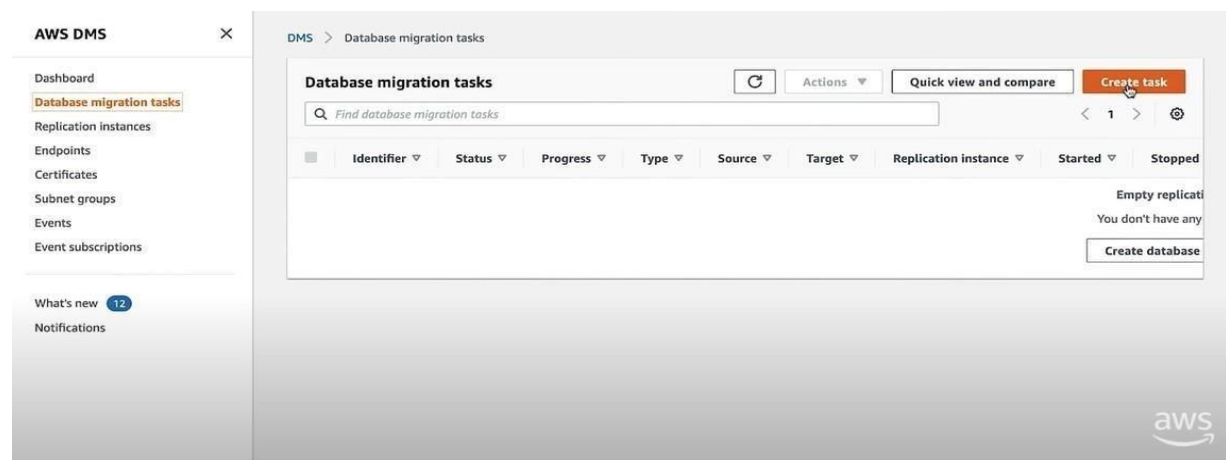 AWS DMS
Dashboard
Database migration tasks
Replication instances
Endpoints
Certificates
Subnet groups
Events
Event subscriptions
What's new 12
Notifications
DMS > Database migration tasks
Database migration tasks
Actions Quick view and compare Create task
Find database migration tasks
< 1 >
Identifier Status Progress Type Source Target Replication instance Started Stopped
Empty replicati
You don't have any
Create database
aws